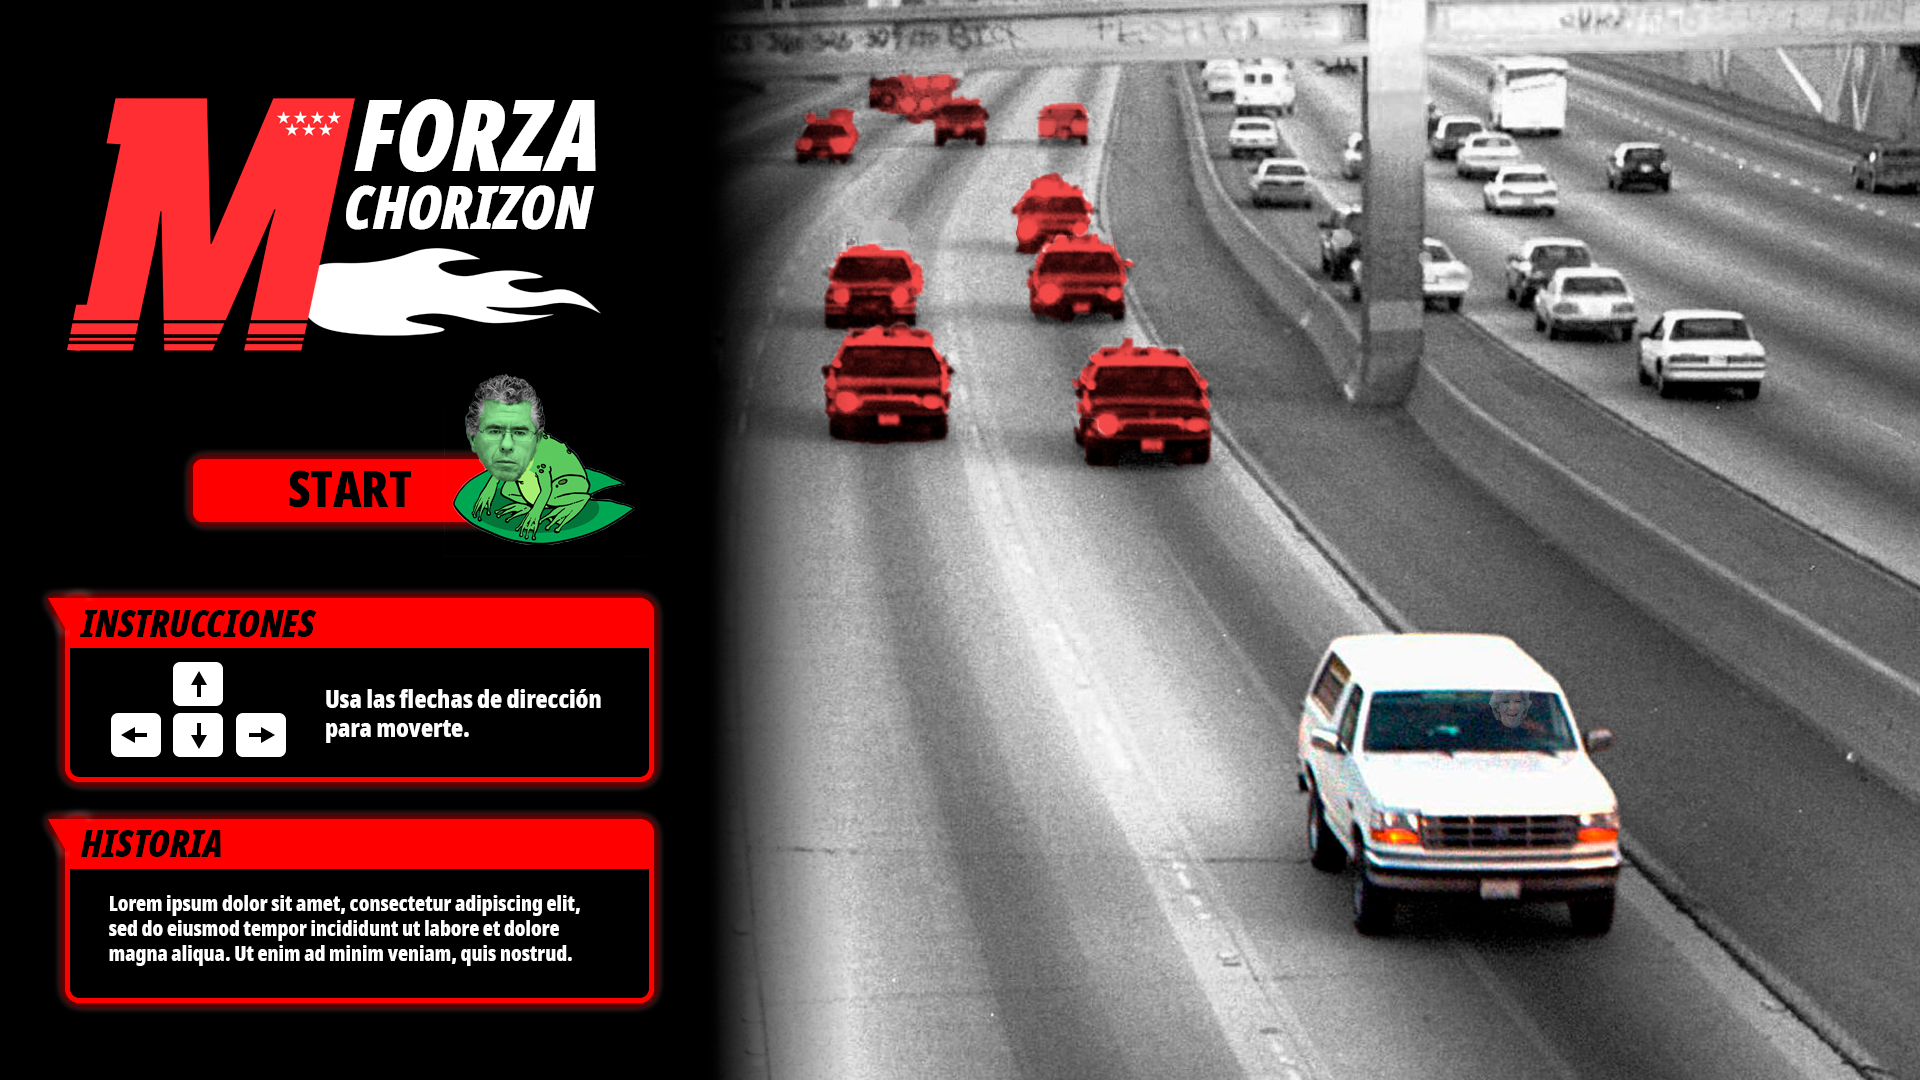 M FORZA
CHORIZON
START
INSTRUCCIONES
Usa las flechas de dirección
para moverte.
HISTORIA
Lorem ipsum dolor sit amet, consectetur adipiscing elit,
sed do eiusmod tempor incididunt ut labore et dolore
magna aliqua. Ut enim ad minim veniam, quis nostrud.